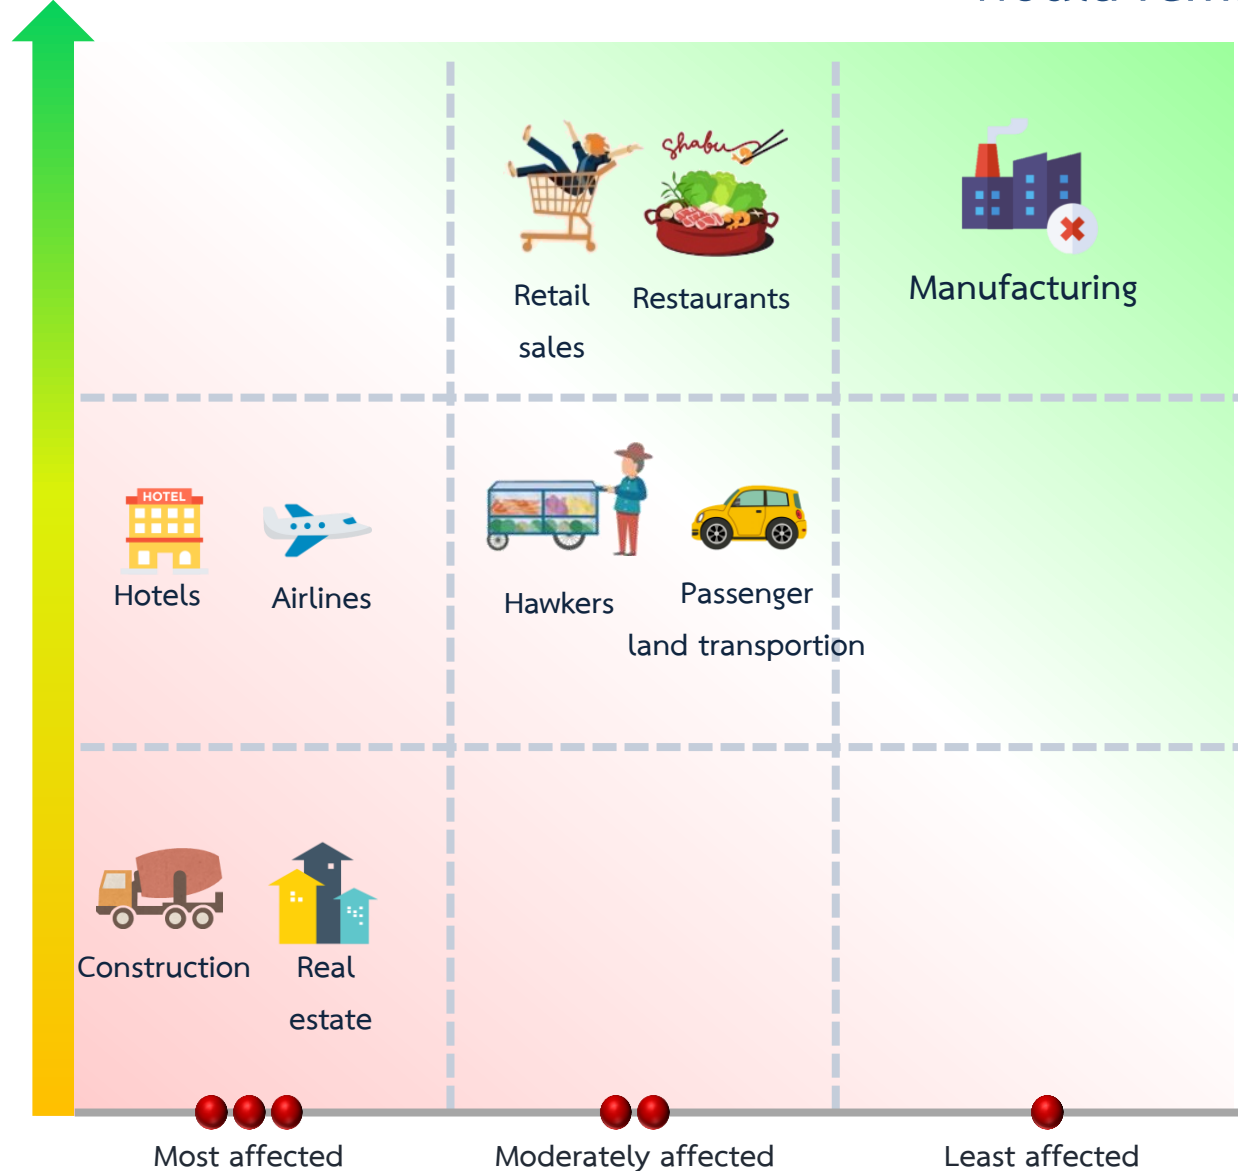 shabu
Retail
sales
Restaurants
Manufacturing
HOTEL
Hotels
Airlines
Hawkers
Passenger
land transportion
Construction
Real
estate
Most affected
Moderately affected
Least affected